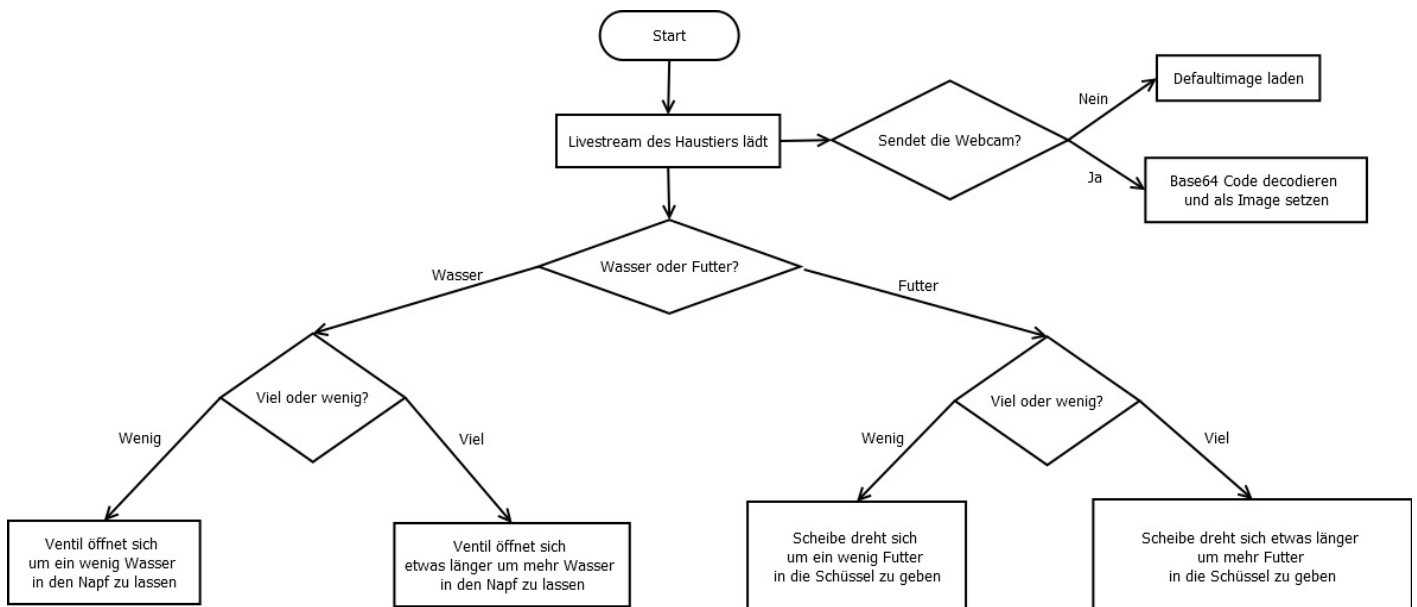 Start
Livestream des Haustiers lädt
Sendet die Webcam?
Nein
Defaultimage laden
Ja
Base64 Code decodieren
und als Image setzen
Wasser oder Futter?
Wasser
Futter
Viel oder wenig?
Wenig
Viel
Ventil öffnet sich
um ein wenig Wasser
in den Napf zu lassen
Ventil öffnet sich
etwas länger um mehr Wasser
in den Napf zu lassen
Viel oder wenig?
Wenig
Viel
Scheibe dreht sich
um ein wenig Futter
in die Schüssel zu geben
Scheibe dreht sich etwas länger
um mehr Futter
in die Schüssel zu geben